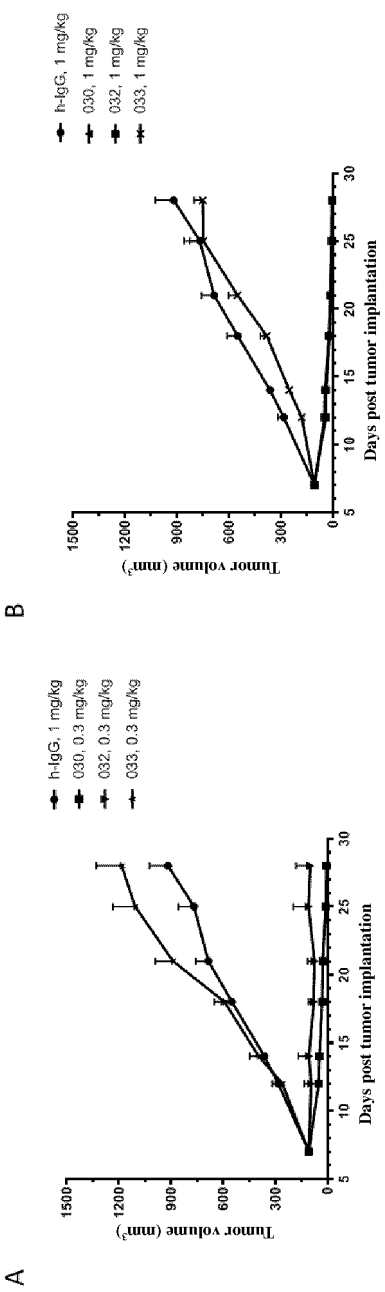 A
Tumor volume (mm³)
1500
1200
900
600
300
0
5
10
15
20
25
30
Days post tumor implantation
h-IgG, 1 mg/kg
030, 0.3 mg/kg
032, 0.3 mg/kg
033, 0.3 mg/kg
B
Tumor volume (mm³)
1500
1200
900
600
300
0
5
10
15
20
25
30
Days post tumor implantation
h-IgG, 1 mg/kg
030, 1 mg/kg
032, 1 mg/kg
033, 1 mg/kg